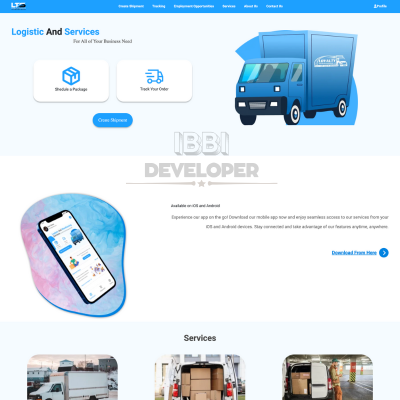 Create Shipment Tracking Employment Opportunities Services About Us Contact Us Profile
Logistic And Services
For All of Your Business Need
Shedule a Package
Track Your Order
Create Shipment
IBBI
DEVELOPER
Available on iOS and Android
Experience our app on the go! Download our mobile app now and enjoy seamless access to our services from your
iOS and Android devices. Stay connected and take advantage of our features anytime, anywhere.
Download From Here
Services